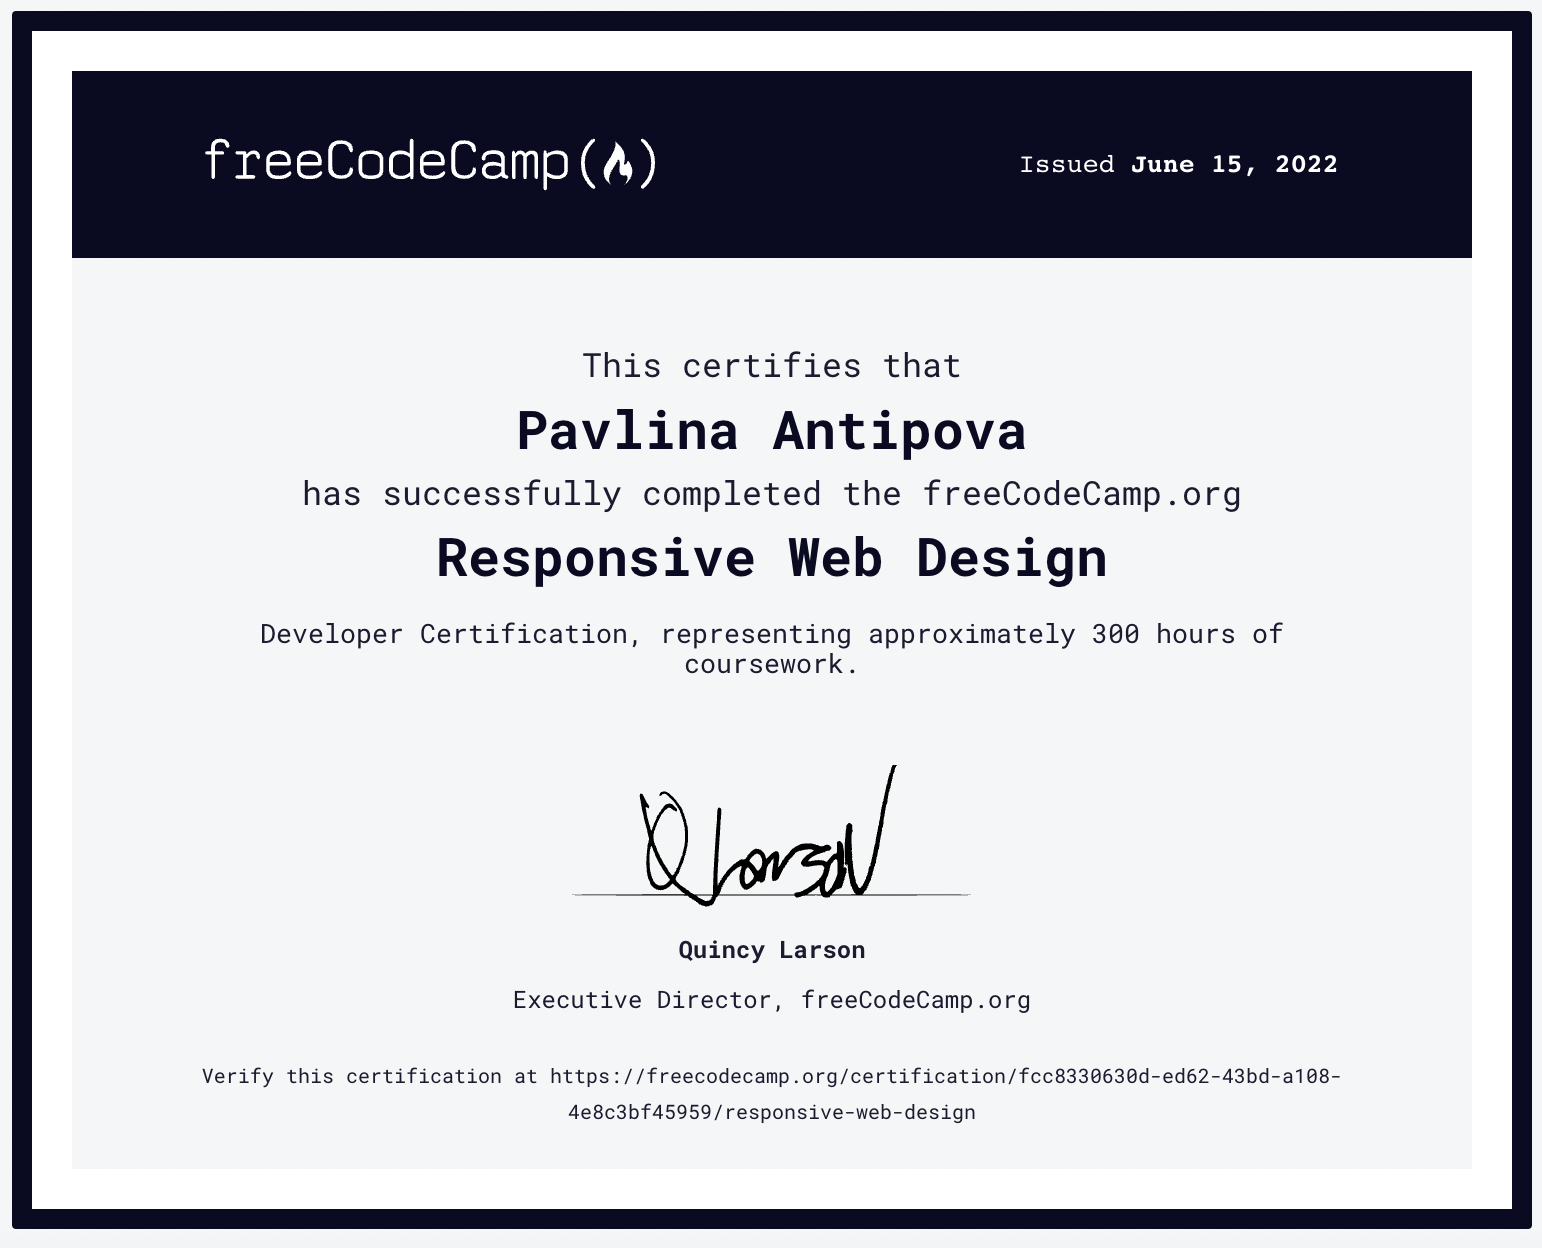 freeCodeCamp(🔥)
Issued June 15, 2022
This certifies that
Pavlina Antipova
has successfully completed the freeCodeCamp.org
Responsive Web Design
Developer Certification, representing approximately 300 hours of
coursework.
Q Larson
Quincy Larson
Executive Director, freeCodeCamp.org
Verify this certification at https://freecodecamp.org/certification/fcc8330630d-ed62-43bd-a108-
4e8c3bf45959/responsive-web-design